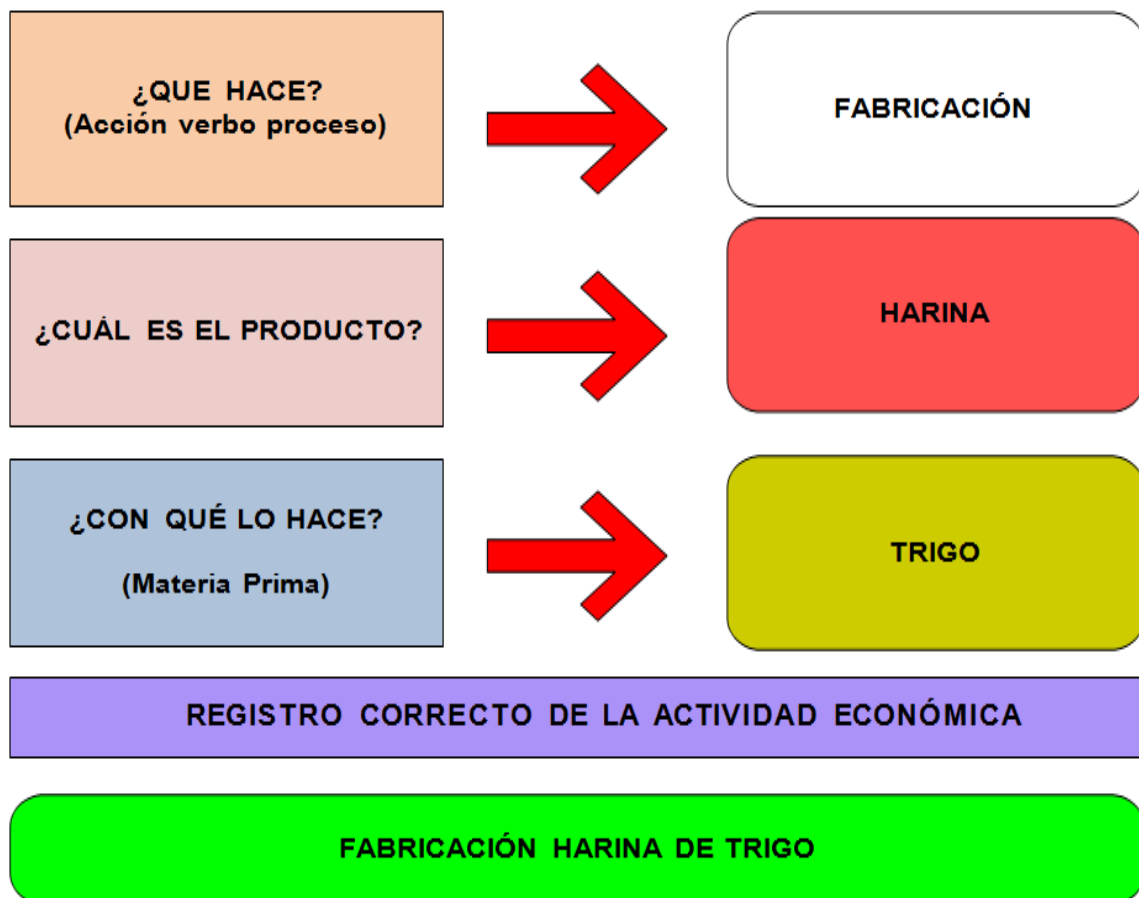 ¿QUE HACE?
(Acción verbo proceso)
FABRICACIÓN
¿CUÁL ES EL PRODUCTO?
HARINA
¿CON QUÉ LO HACE?
(Materia Prima)
TRIGO
REGISTRO CORRECTO DE LA ACTIVIDAD ECONÓMICA
FABRICACIÓN HARINA DE TRIGO